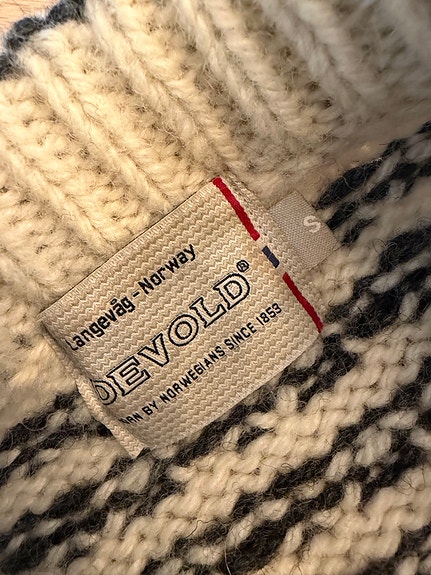 Langevåg - Norway
DEVOLD®
BY NORWEGIANS SINCE 1853
S